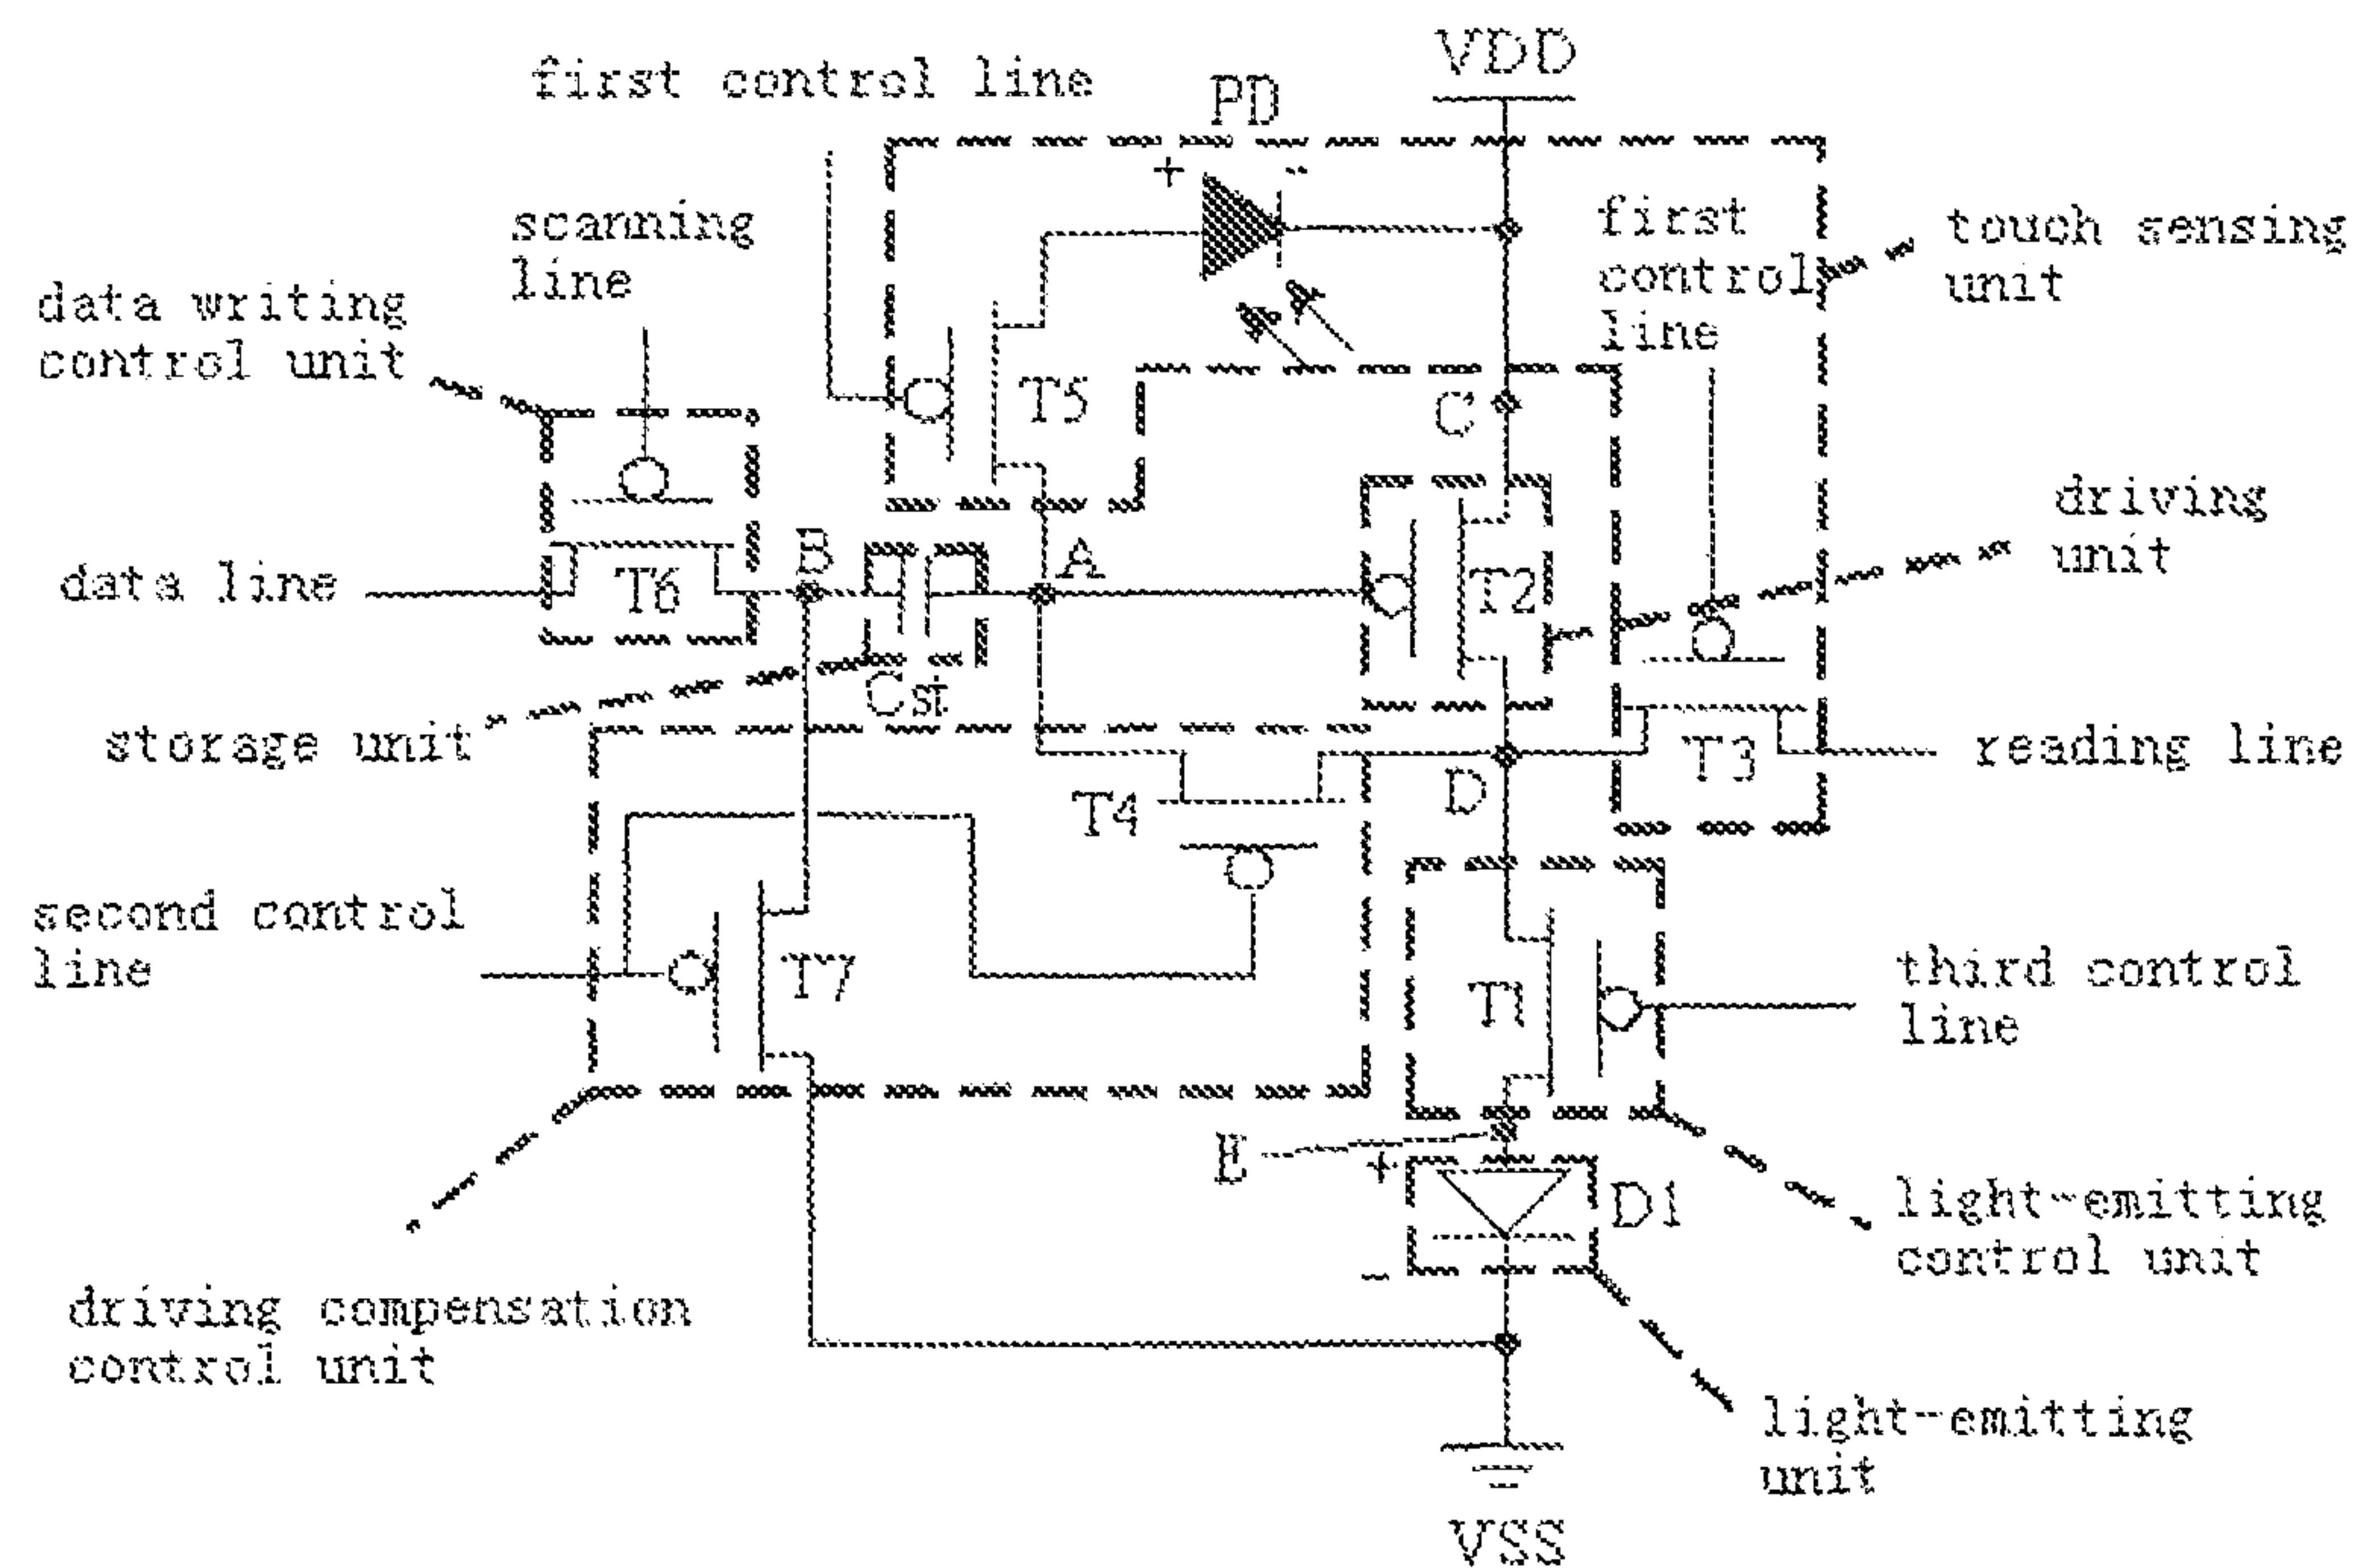 VDD
first control line
PD
+
-
scanning
line
first
control
line
touch sensing
unit
data writing
control unit
T5
C
driving
unit
B
A
data line
T6
T2
Cst
storage unit
T3
reading line
D
T4
second control
line
T7
T1
third control
line
E
+
D1
light-emitting
control unit
-
driving compensation
control unit
light-emitting
unit
VSS